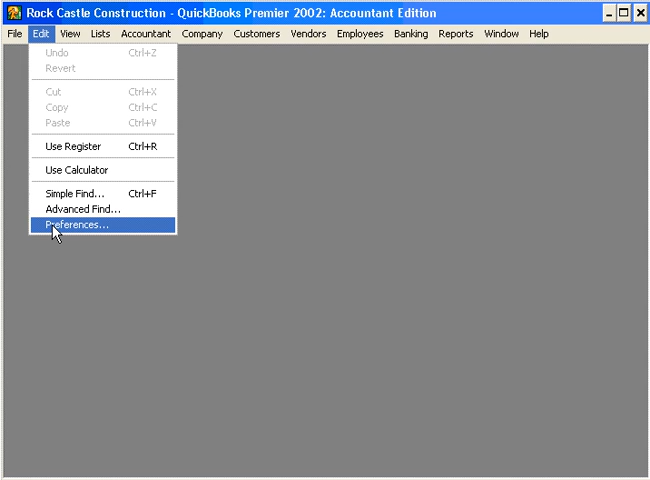 Rock Castle Construction - QuickBooks Premier 2002: Accountant Edition
File Edit View Lists Accountant Company Customers Vendors Employees Banking Reports Window Help
Undo Ctrl+Z
Revert
Cut Ctrl+X
Copy Ctrl+C
Paste Ctrl+V
Use Register Ctrl+R
Use Calculator
Simple Find... Ctrl+F
Advanced Find...
Preferences...